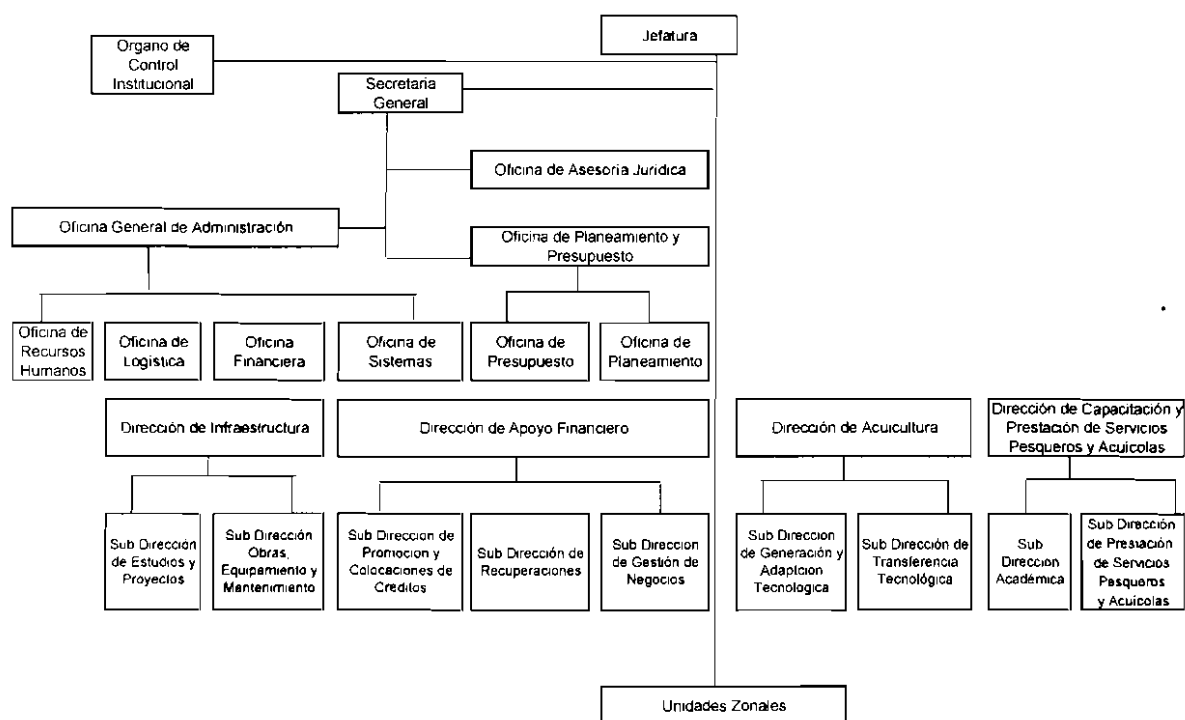 Jefatura
Organo de
Control
Institucional
Secretaria
General
Oficina de Asesoria Juridica
Oficina General de Administración
Oficina de Planeamiento y
Presupuesto
Oficina de
Recursos
Humanos
Oficina de
Logistica
Oficina
Financiera
Oficina de
Sistemas
Oficina de
Presupuesto
Oficina de
Planeamiento
Dirección de Infraestructura
Dirección de Apoyo Financiero
Dirección de Acuicultura
Dirección de Capacitación y
Prestación de Servicios
Pesqueros y Acuicolas
Sub Dirección
de Estudios y
Proyectos
Sub Dirección
Obras,
Equipamiento y
Mantenimiento
Sub Direccion de
Promocion y
Colocaciones de
Creditos
Sub Dirección de
Recuperaciones
Sub Direccion
de Gestión de
Negocios
Sub Dirección
de Generación y
Adaptcion
Tecnologica
Sub Dirección de
Transferencia
Tecnológica
Sub
Direccion
Académica
Sub Dirección
de Prestación
de Servicios
Pesqueros
y Acuícolas
Unidades Zonales